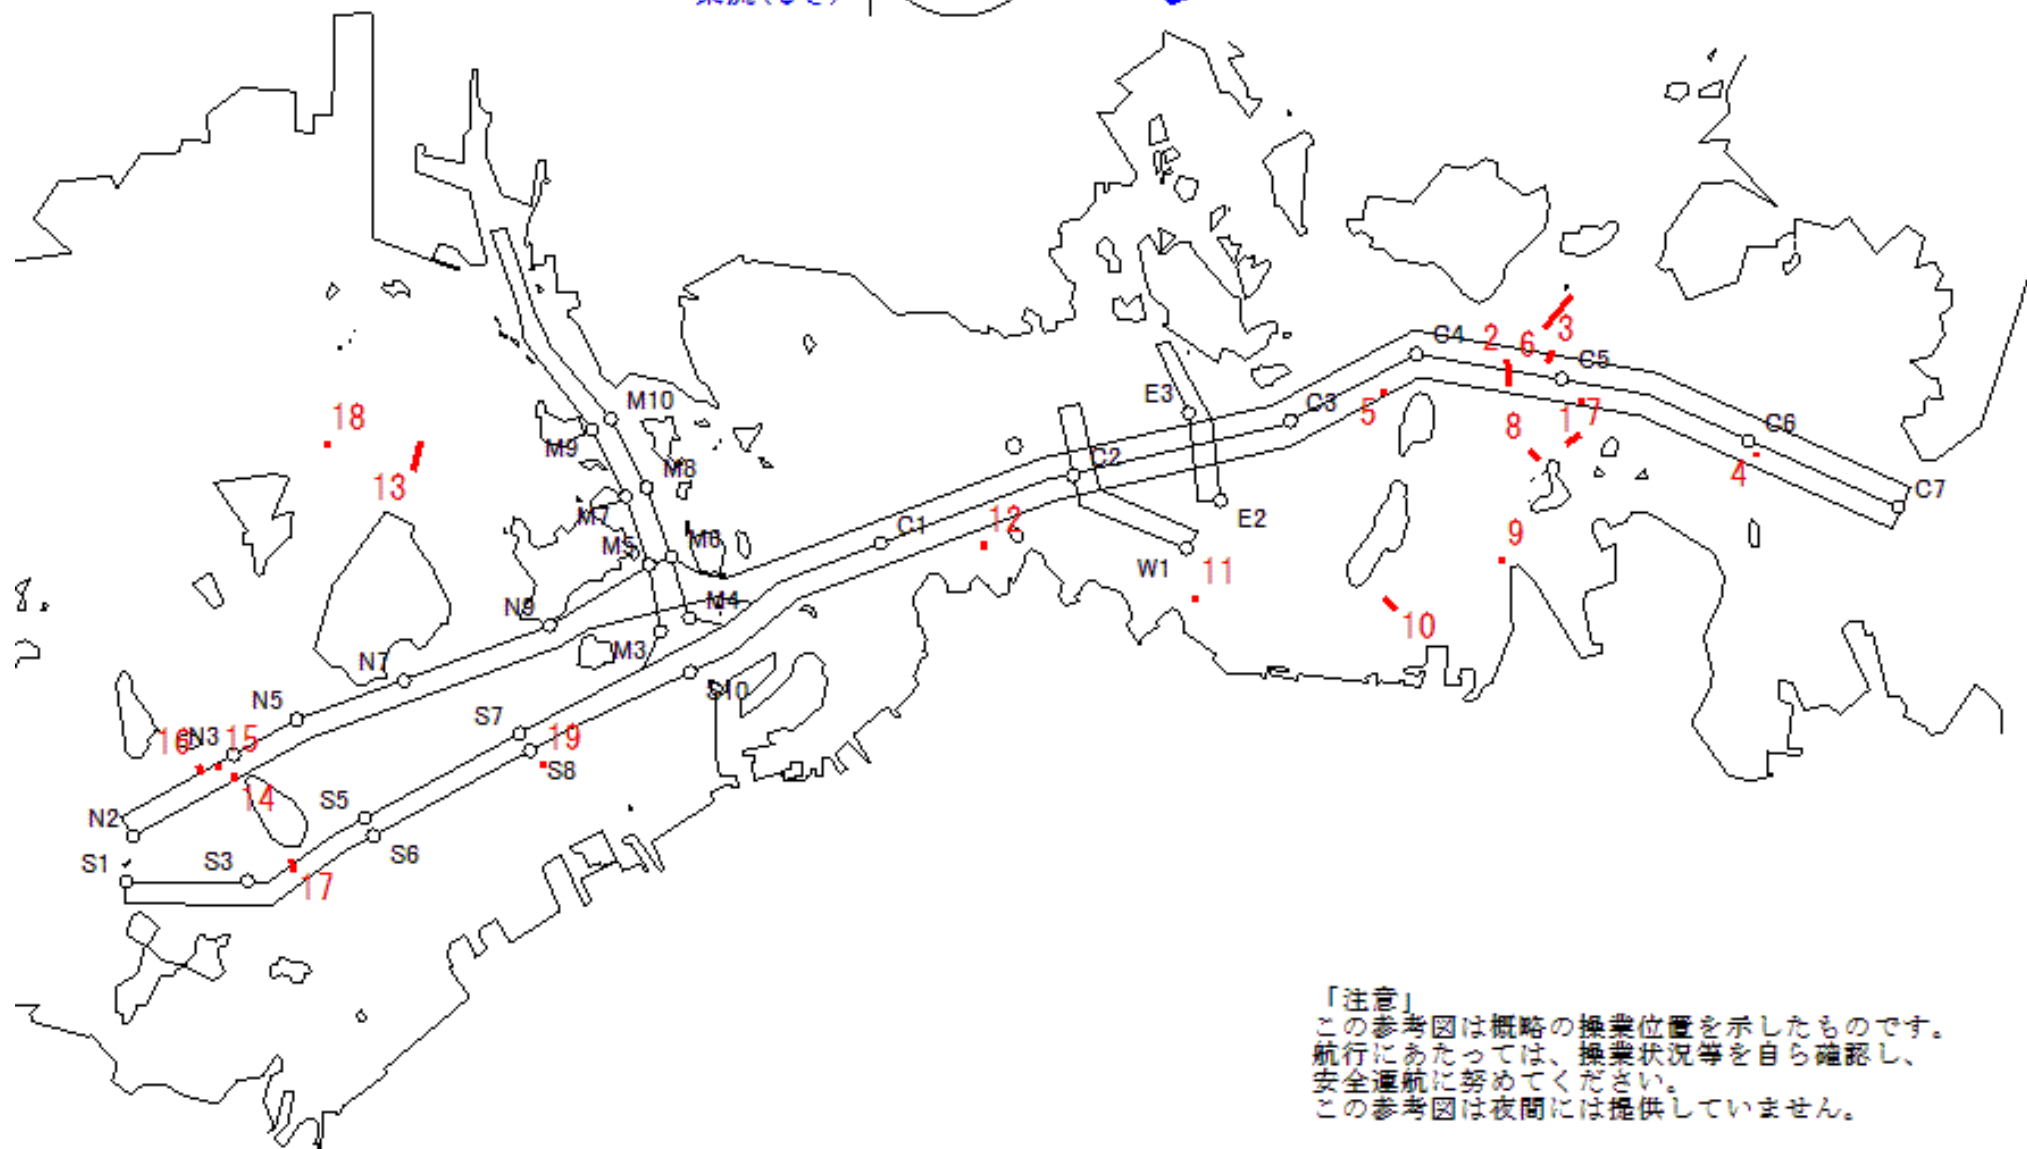 C4
2
6
3
C5
E3
M10
C3
5
1
7
18
8
C6
M9
C2
M8
4
13
C7
M7
E2
C1
12
M5
M6
9
W1
11
N9
M4
10
M3
N7
S10
N5
S7
16
N3
15
19
S8
14
N2
S5
S1
S3
S6
17
「注意」
この参考図は概略の操業位置を示したものです。
航行にあたっては、操業状況等を自ら確認し、
安全運航に努めてください。
この参考図は夜間には提供していません。